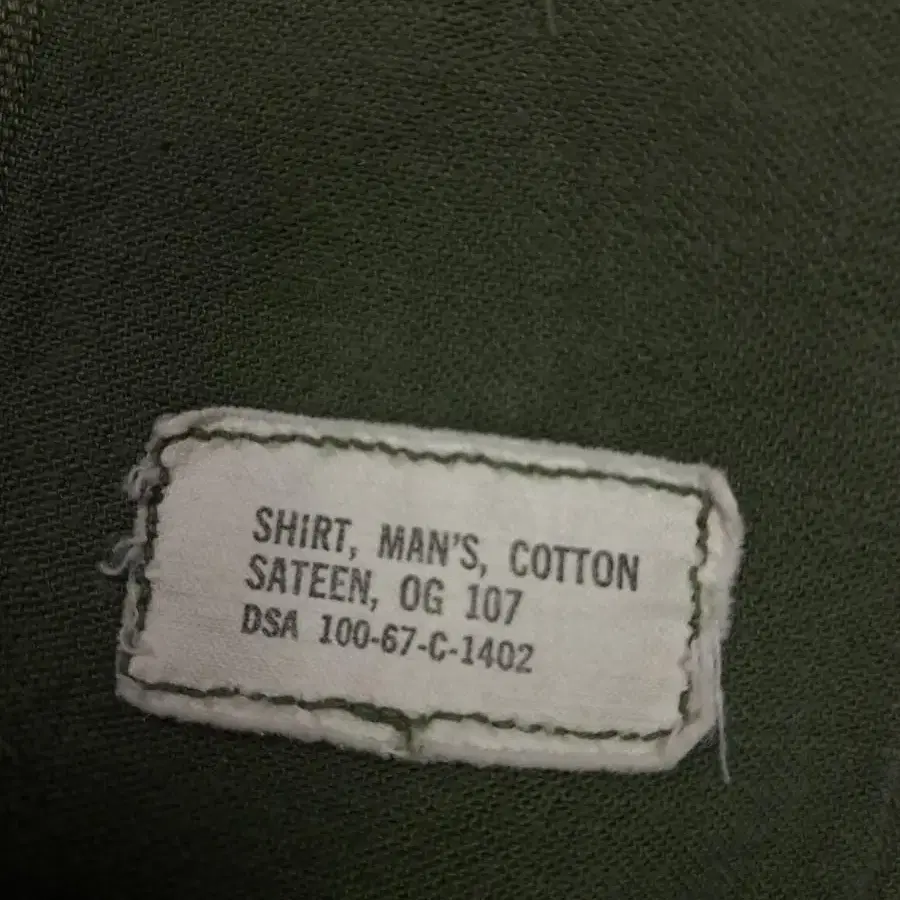 SHIRT, MAN'S, COTTON
SATEEN, OG 107
DSA 100-67-C-1402